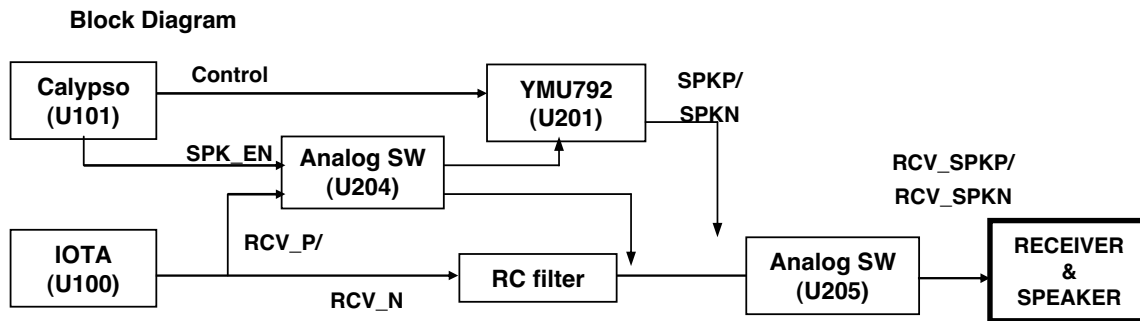 Block Diagram
Calypso
(U101)
Control
YMU792
(U201)
SPKP/
SPKN
SPK_EN
Analog SW
(U204)
RCV_SPKP/
RCV_SPKN
IOTA
(U100)
RCV_P/
RCV_N
RC filter
Analog SW
(U205)
RECEIVER
&
SPEAKER